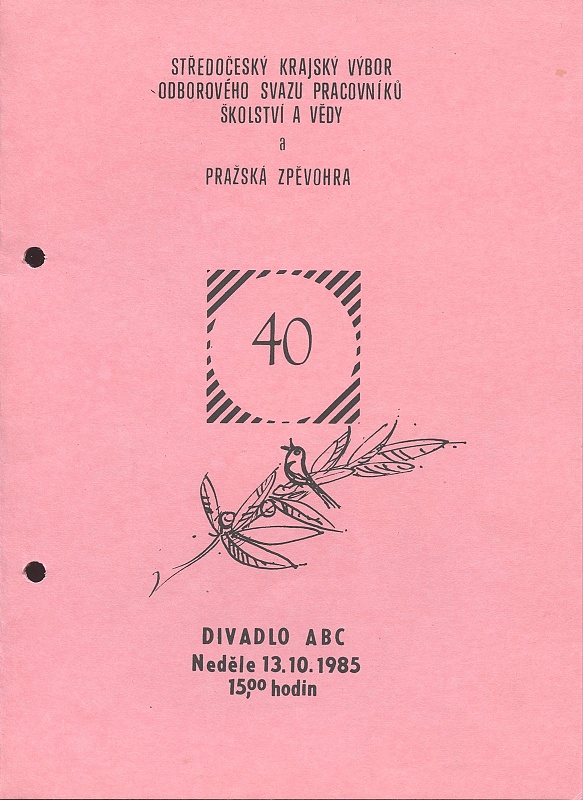 STŘEDOČESKÝ KRAJSKÝ VÝBOR
ODBOROVÉHO SVAZU PRACOVNÍKŮ
ŠKOLSTVÍ A VĚDY
a
PRAŽSKÁ ZPĚVOHRA
40
DIVADLO ABC
Neděle 13.10.1985
15,00 hodin